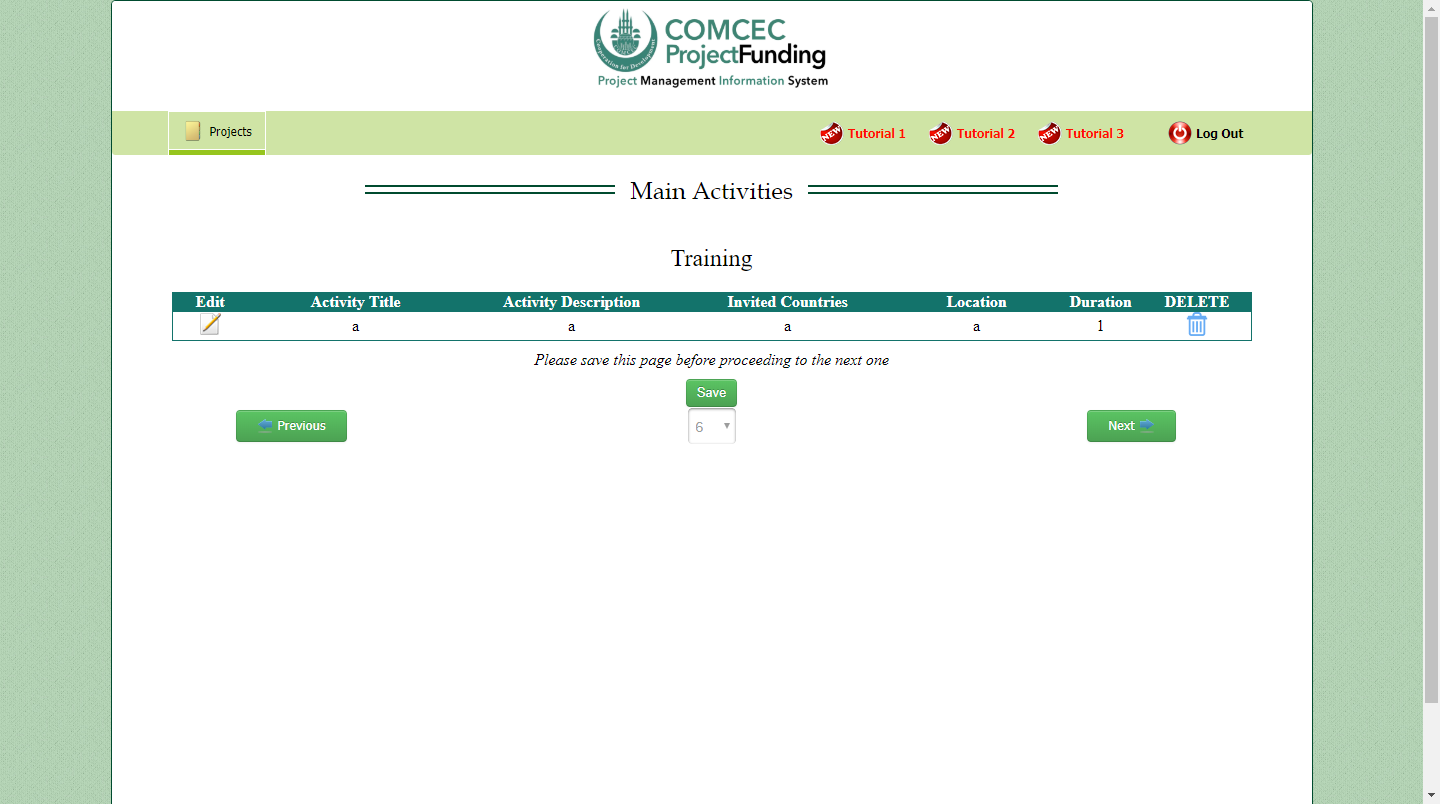 COMCEC
ProjectFunding
Cooperation for Development
Project Management Information System
Projects
NEW Tutorial 1
NEW Tutorial 2
NEW Tutorial 3
Log Out
Main Activities
Training
Edit Activity Title Activity Description Invited Countries Location Duration DELETE
a a a a 1
Please save this page before proceeding to the next one
Save
Previous 6 Next